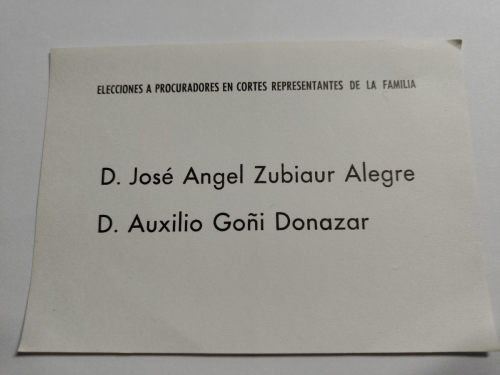 ELECCIONES A PROCURADORES EN CORTES REPRESENTANTES DE LA FAMILIA
D. José Angel Zubiaur Alegre
D. Auxilio Goñi Donazar